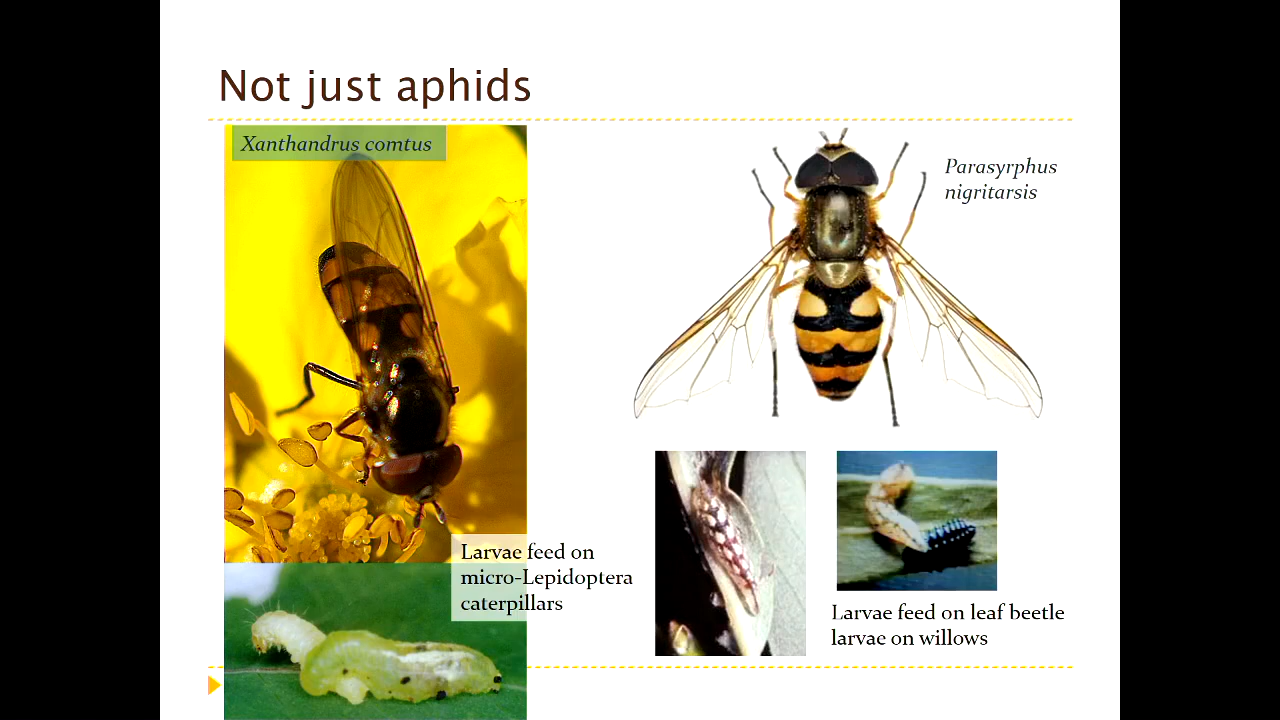 Not just aphids
Xanthandrus comtus
Parasyrphus
nigritarsis
Larvae feed on
micro-Lepidoptera
caterpillars
Larvae feed on leaf beetle
larvae on willows